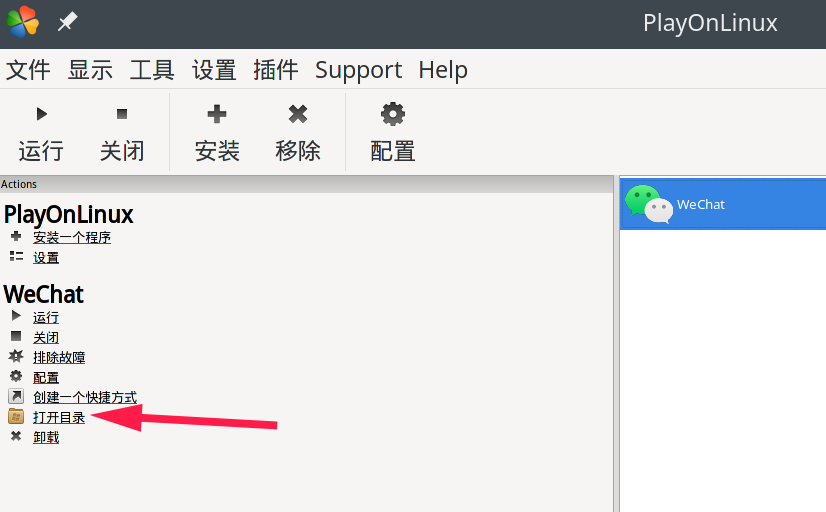 PlayOnLinux
文件 显示 工具 设置 插件 Support Help
运行 关闭 安装 移除 配置
Actions
PlayOnLinux
安装一个程序
设置
WeChat
运行
关闭
排除故障
配置
创建一个快捷方式
打开目录
卸载
WeChat